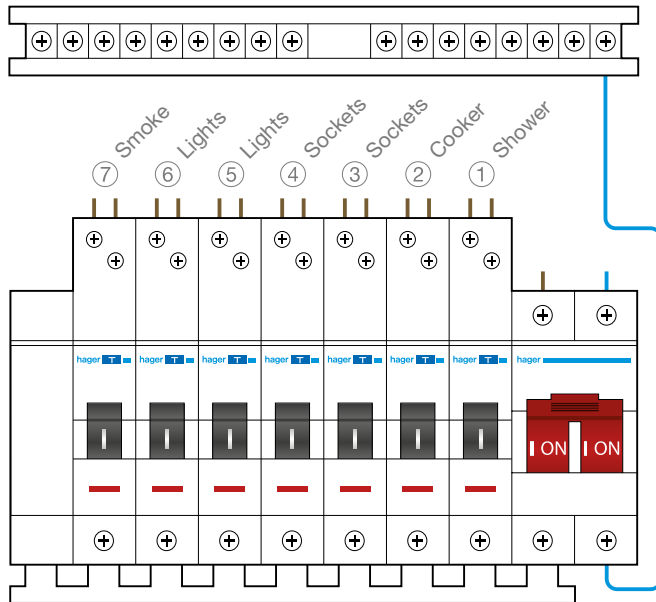 7 Smoke
6 Lights
5 Lights
4 Sockets
3 Sockets
2 Cooker
1 Shower
hager T
hager T
hager T
hager T
hager T
hager T
hager T
hager
I ON I ON